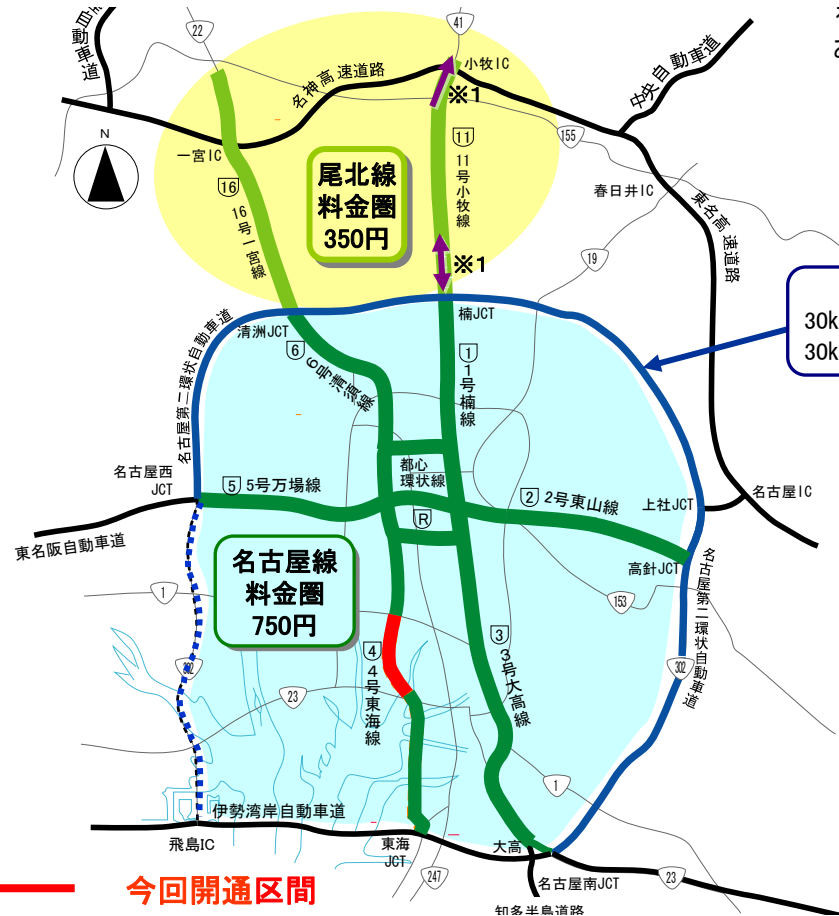 22
41
小牧IC
※1
名神高速道路
中央自動車道
自動車道
N
155
一宮IC
16
16号一宮線
尾北線
料金圏
350円
11
11号小牧線
春日井IC
東名高速道路
※1
19
名古屋第二環状自動車道
清洲JCT
楠JCT
30k
30k
6
6号清須線
1
1号楠線
都心
環状線
名古屋西
JCT
5
5号万場線
2
2号東山線
上社JCT
名古屋IC
R
東名阪自動車道
高針JCT
名古屋線
料金圏
750円
1
153
名古屋第二環状自動車道
3
3号大高線
4
4号東海線
302
23
1
伊勢湾岸自動車道
飛島IC
東海
JCT
大高
名古屋南JCT
247
23
今回開通区間
知多半島道路